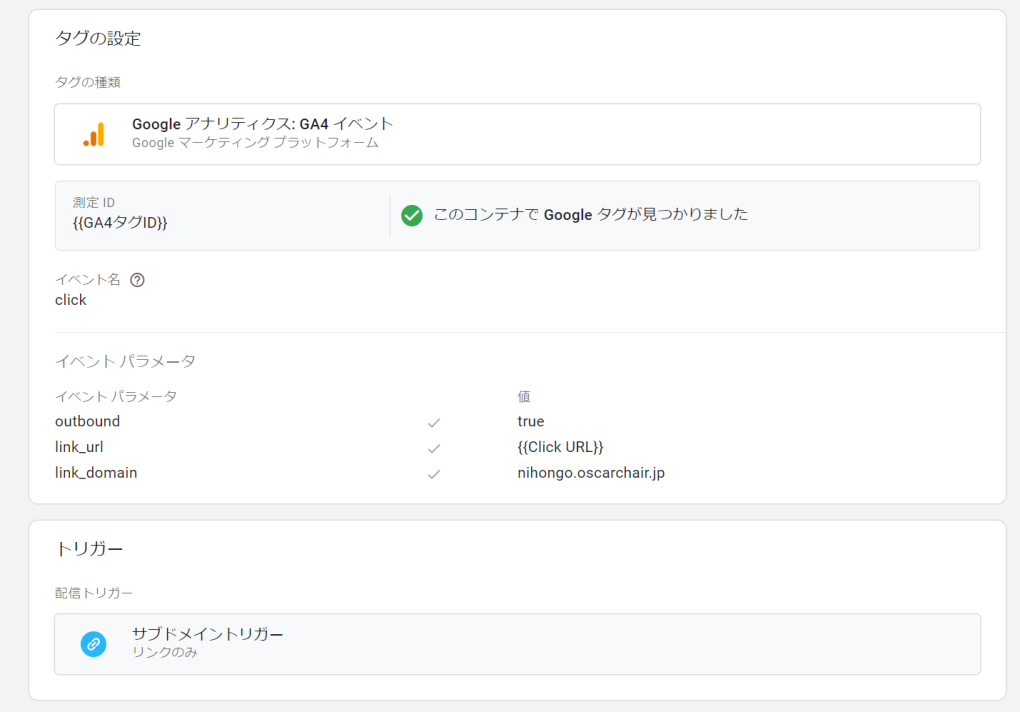 タグの設定
タグの種類
Google アナリティクス: GA4 イベント
Google マーケティング プラットフォーム
測定 ID
{{GA4タグID}}
このコンテナで Google タグが見つかりました
イベント名
click
イベント パラメータ
イベント パラメータ 値
outbound true
link_url {{Click URL}}
link_domain nihongo.oscarchair.jp
トリガー
配信トリガー
サブドメイントリガー
リンクのみ